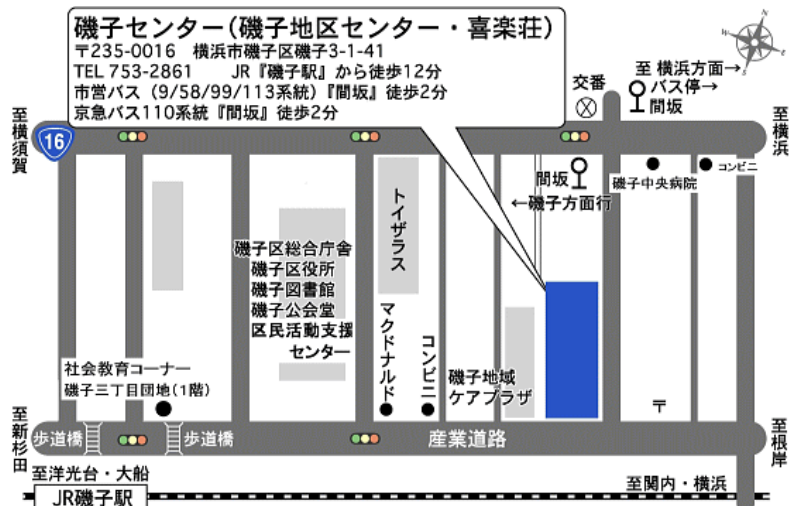 磯子センター(磯子地区センター・喜楽荘)
〒235-0016 横浜市磯子区磯子3-1-41
TEL 753-2861 JR『磯子駅』から徒歩12分
市営バス(9/58/99/113系統)『間坂』徒歩2分
京急バス110系統『間坂』徒歩2分
N
E
S
W
至 横浜方面→
バス停→
間坂
交番
至横須賀
16
至横浜
間坂
←磯子方面行
磯子中央病院
コンビニ
トイザラス
磯子区総合庁舎
磯子区役所
磯子図書館
磯子公会堂
区民活動支援
センター
マクドナルド
コンビニ
磯子地域
ケアプラザ
社会教育コーナー
磯子三丁目団地(1階)
〒
至新杉田
歩道橋
歩道橋
産業道路
至根岸
至洋光台・大船
JR磯子駅
至関内・横浜